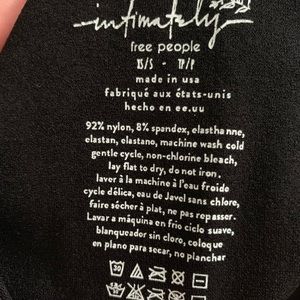 intimately
free people
XS/S - TP/P
made in usa
fabriqué aux états-unis
hecho en ee.uu
92% nylon, 8% spandex, elasthanne,
elastan, elastano, machine wash cold
gentle cycle, non-chlorine bleach,
lay flat to dry, do not iron.
laver à la machine à l'eau froide
cycle délica, eau de Javel sans chlore,
faire sécher à plat, ne pas repasser.
Lavar a máquina en frio ciclo suave,
blanqueador sin cloro, coloque
en plano para secar, no planchar
30